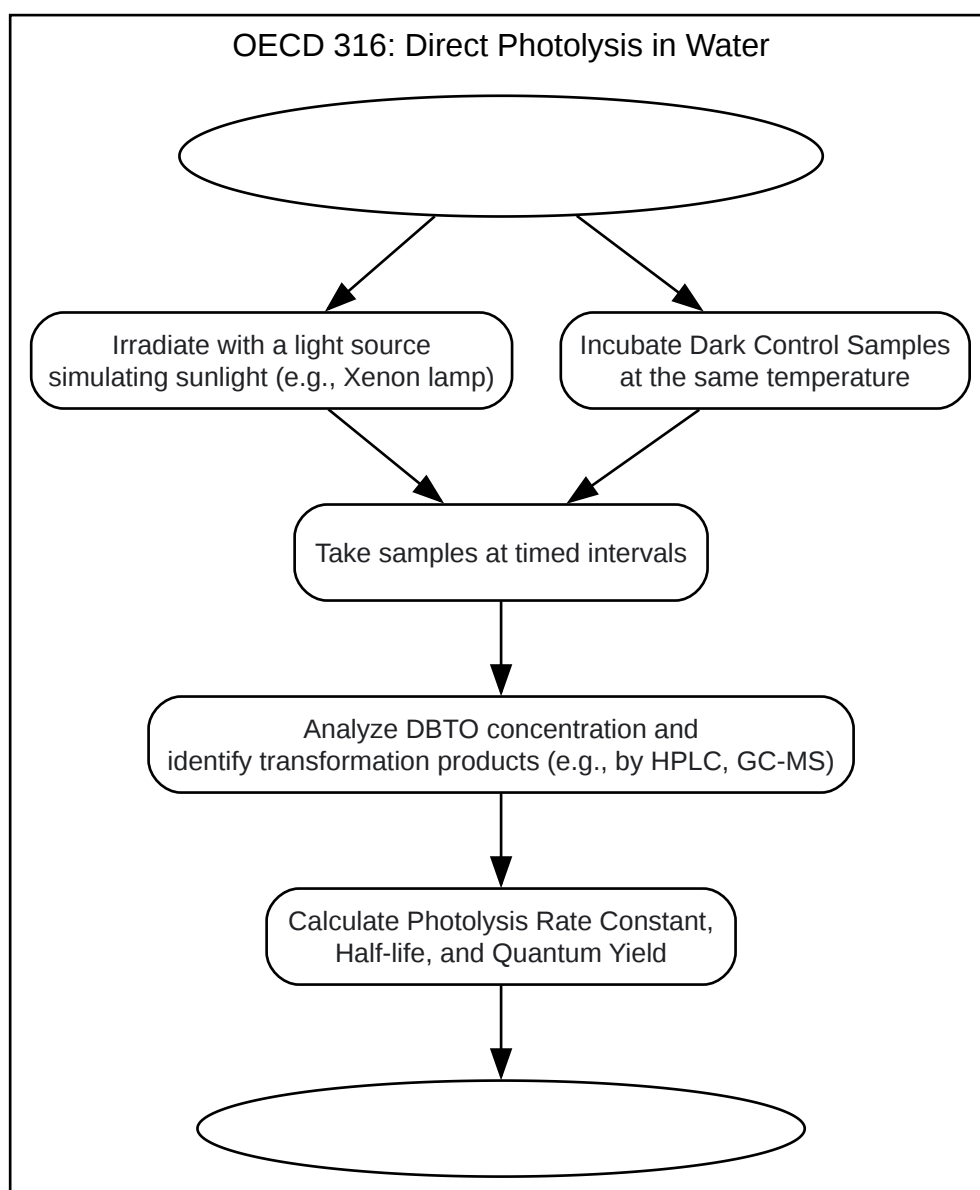 OECD 316: Direct Photolysis in Water
Irradiate with a light source
simulating sunlight (e.g., Xenon lamp)
Incubate Dark Control Samples
at the same temperature
Take samples at timed intervals
Analyze DBTO concentration and
identify transformation products (e.g., by HPLC, GC-MS)
Calculate Photolysis Rate Constant,
Half-life, and Quantum Yield